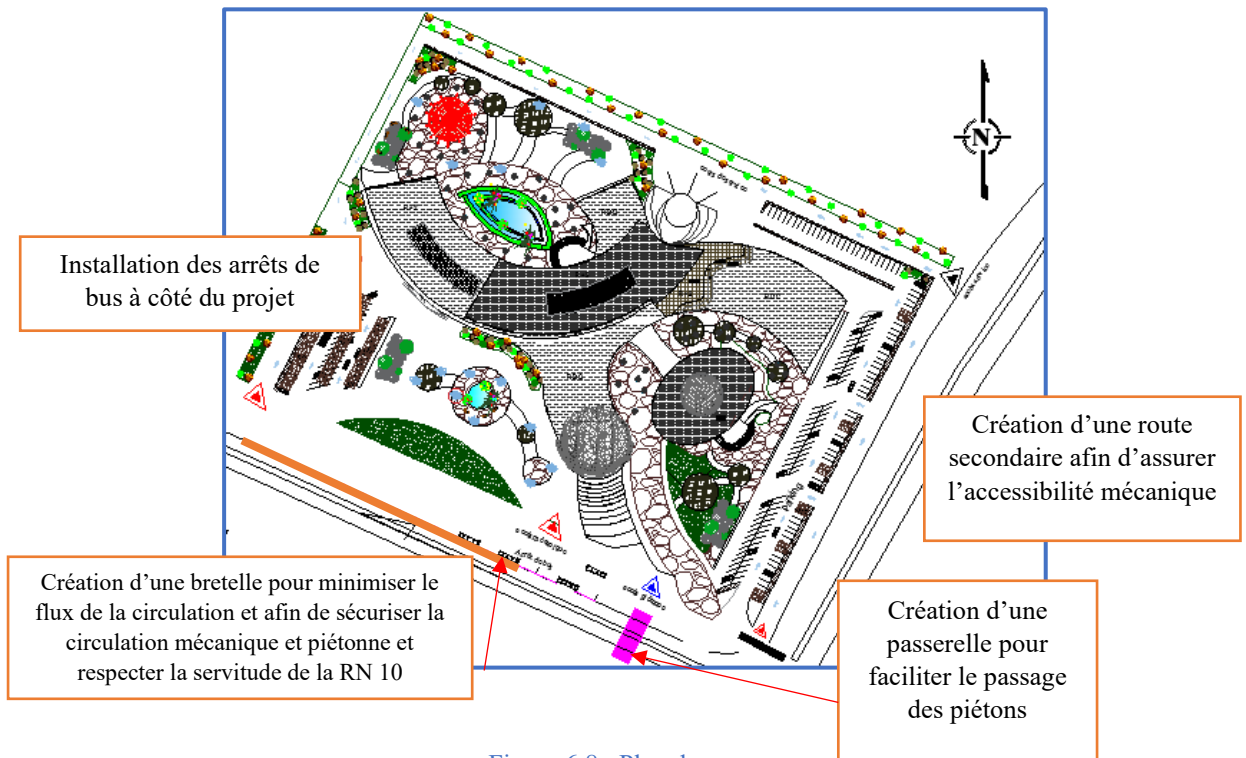 N
Installation des arrêts de
bus à côté du projet
Création d’une route
secondaire afin d’assurer
l’accessibilité mécanique
Création d’une bretelle pour minimiser le
flux de la circulation et afin de sécuriser la
circulation mécanique et piétonne et
respecter la servitude de la RN 10
Création d’une
passerelle pour
faciliter le passage
des piétons